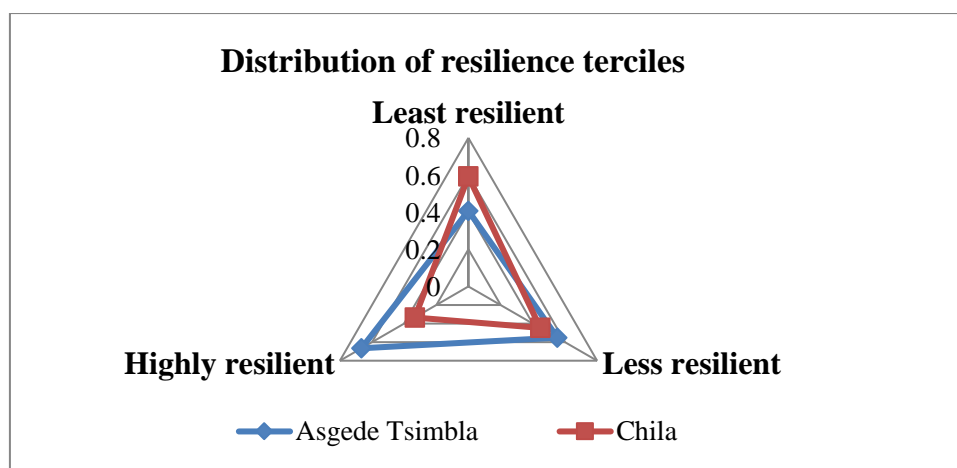 Distribution of resilience terciles
Least resilient
0.8
0.6
0.4
0.2
0
Highly resilient
Less resilient
Asgede Tsimbla
Chila